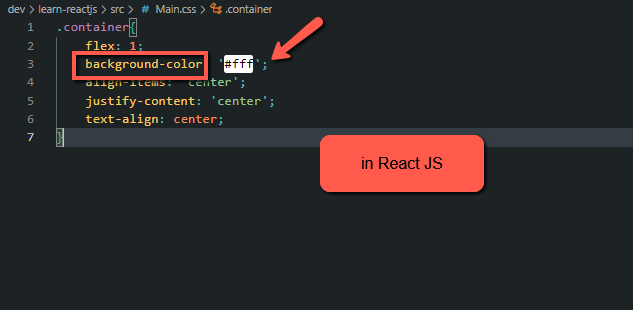 dev > learn-reactjs > src > # Main.css > .container
1 .container{
2 flex: 1;
3 background-color '#fff';
4 align-items: 'center';
5 justify-content: 'center';
6 text-align: center;
7 }
in React JS